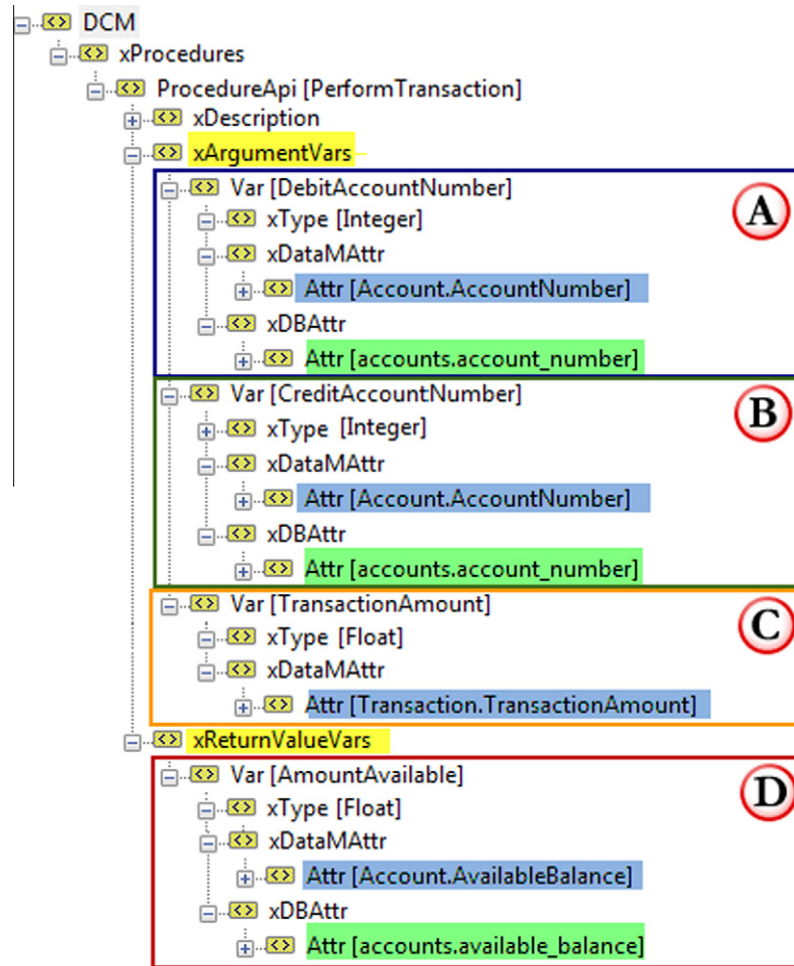 DCM
xProcedures
ProcedureApi [PerformTransaction]
xDescription
xArgumentVars
Var [DebitAccountNumber]
A
xType [Integer]
xDataMAttr
Attr [Account.AccountNumber]
xDBAttr
Attr [accounts.account_number]
Var [CreditAccountNumber]
B
xType [Integer]
xDataMAttr
Attr [Account.AccountNumber]
xDBAttr
Attr [accounts.account_number]
Var [TransactionAmount]
C
xType [Float]
xDataMAttr
Attr [Transaction.TransactionAmount]
xReturnValueVars
Var [AmountAvailable]
D
xType [Float]
xDataMAttr
Attr [Account.AvailableBalance]
xDBAttr
Attr [accounts.available_balance]